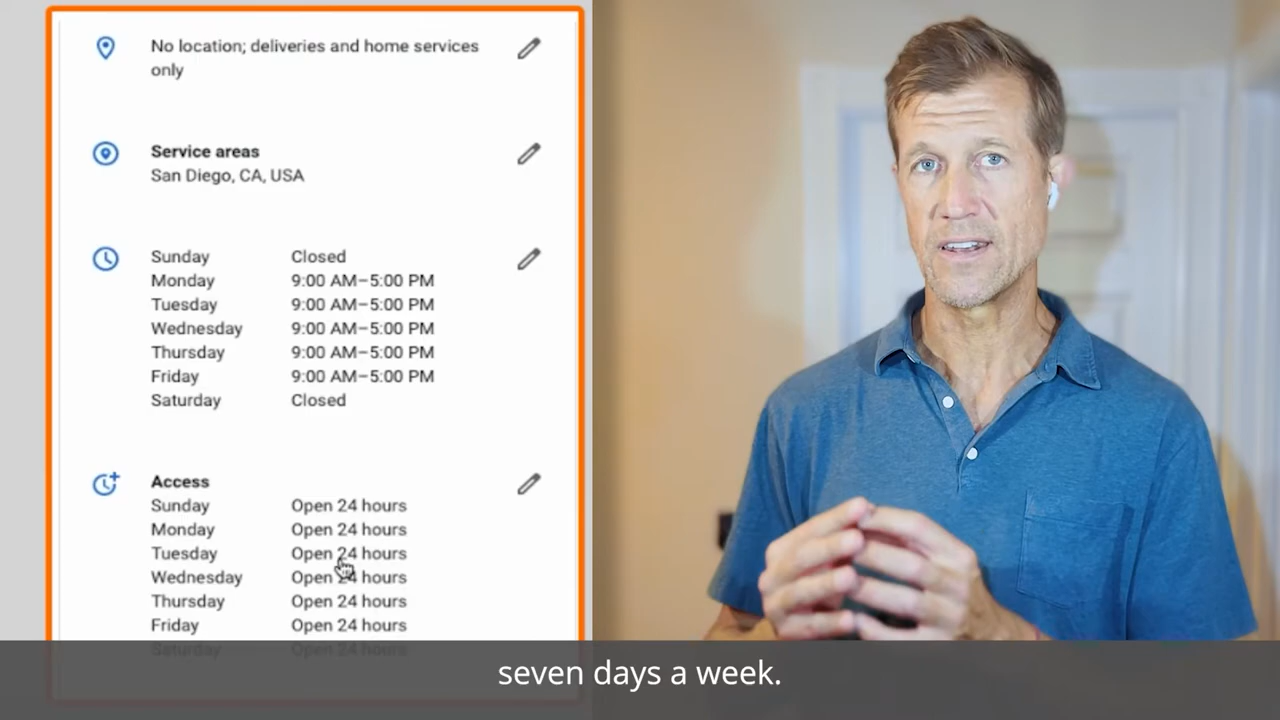 No location; deliveries and home services
only
Service areas
San Diego, CA, USA
Sunday Closed
Monday 9:00 AM–5:00 PM
Tuesday 9:00 AM–5:00 PM
Wednesday 9:00 AM–5:00 PM
Thursday 9:00 AM–5:00 PM
Friday 9:00 AM–5:00 PM
Saturday Closed
Access
Sunday Open 24 hours
Monday Open 24 hours
Tuesday Open 24 hours
Wednesday Open 24 hours
Thursday Open 24 hours
Friday Open 24 hours
Saturday Open 24 hours
seven days a week.